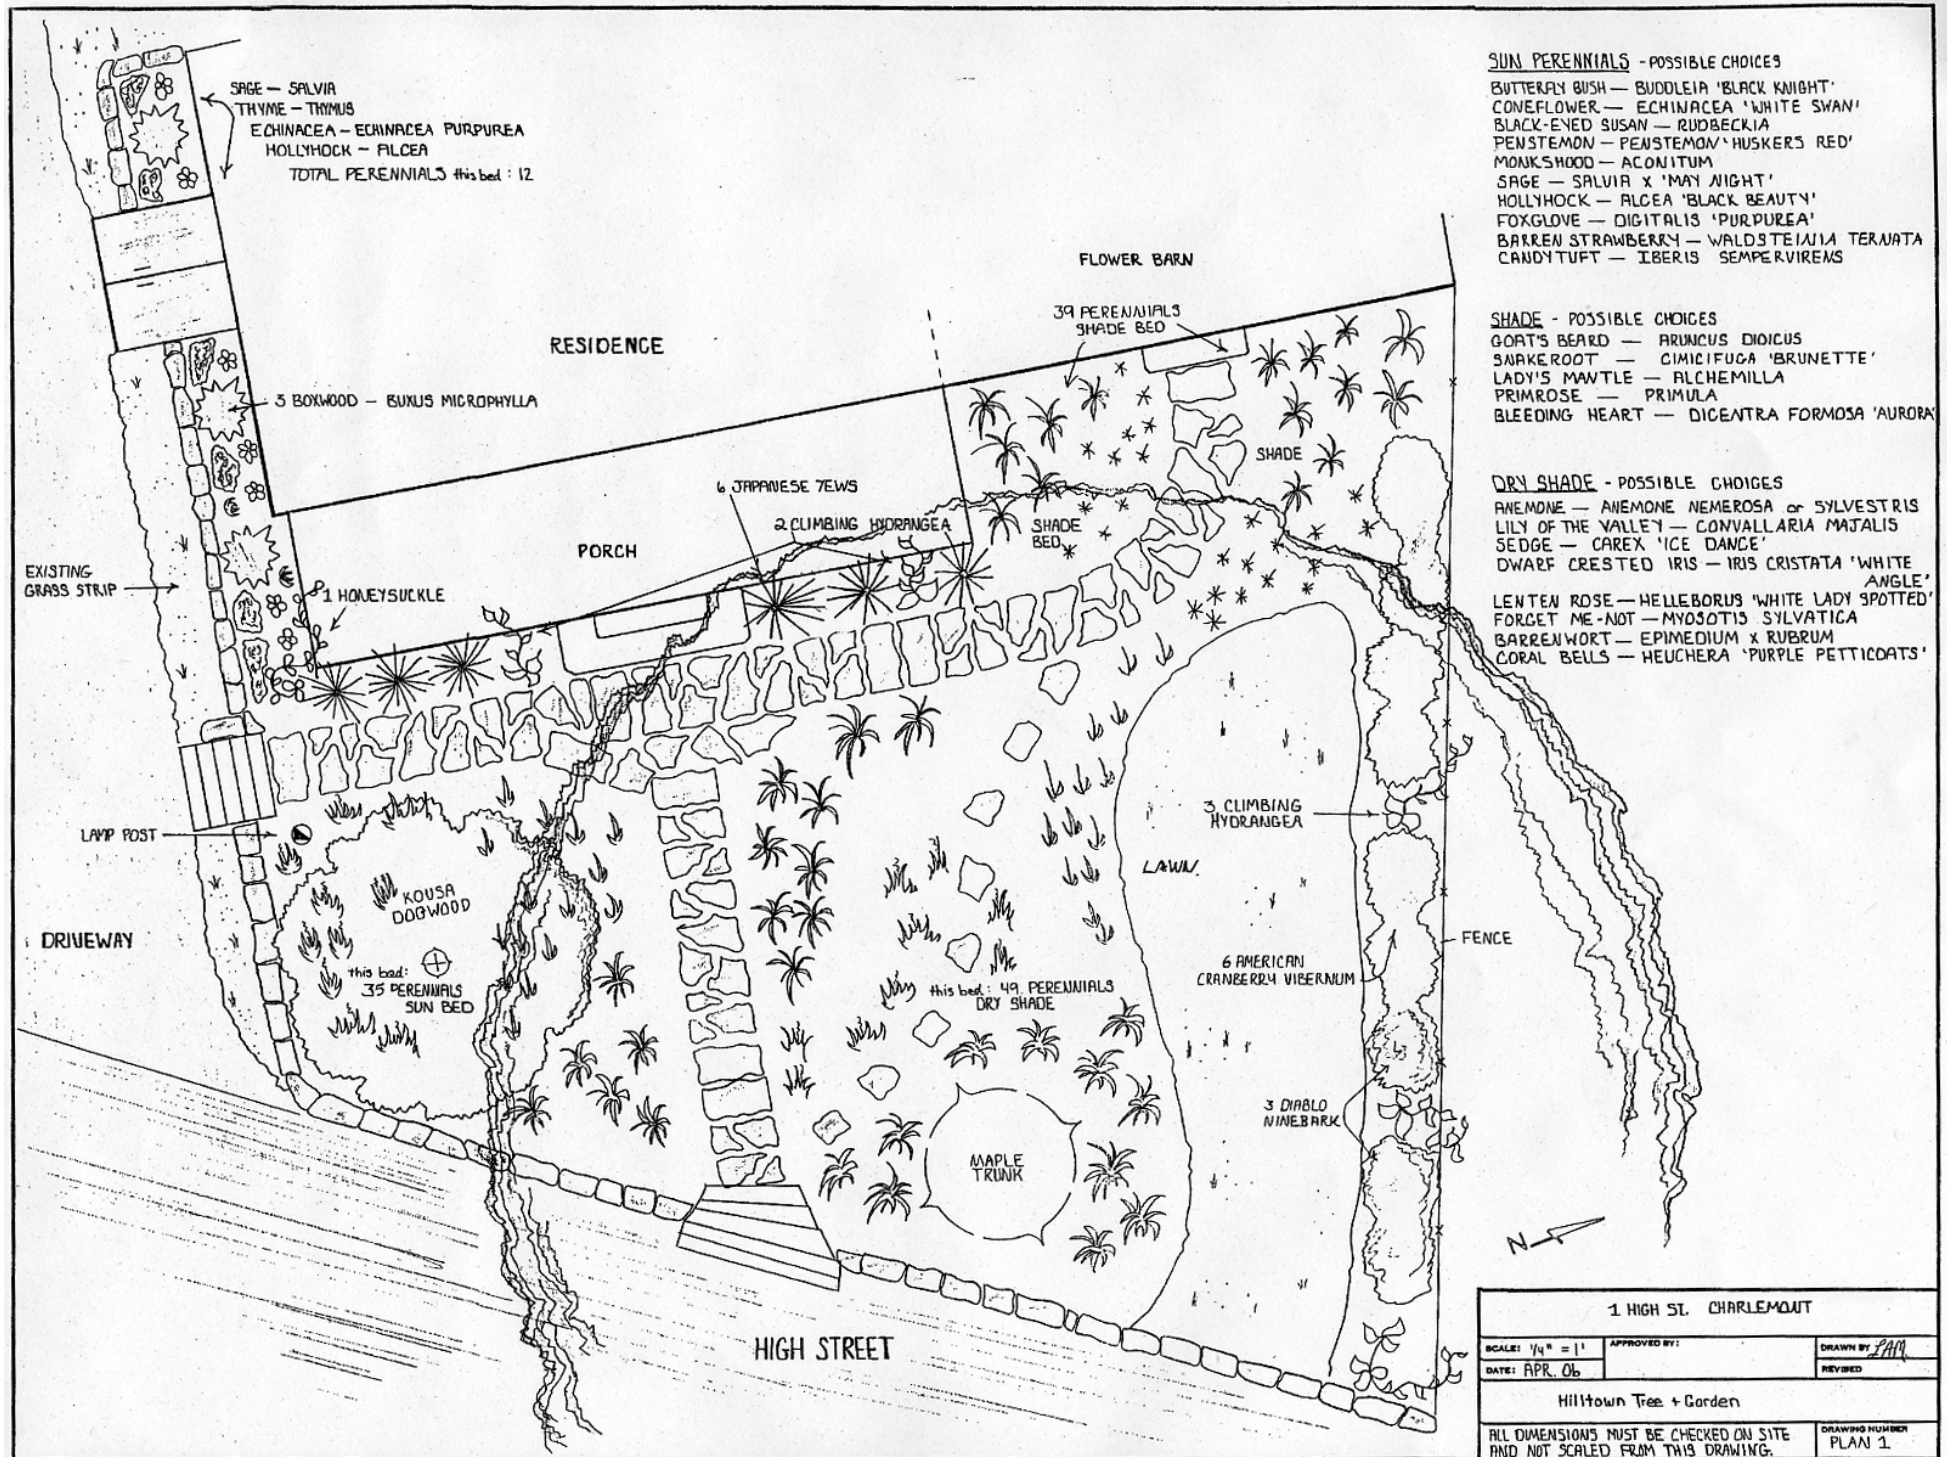 SAGE — SALVIA
THYME — THYMUS
ECHINACEA — ECHINACEA PURPUREA
HOLLYHOCK — ALCEA
TOTAL PERENNIALS this bed : 12
RESIDENCE
3 BOXWOOD — BUXUS MICROPHYLLA
FLOWER BARN
39 PERENNIALS
SHADE BED
SHADE
6 JAPANESE YEWS
2 CLIMBING HYDRANGEA
SHADE
BED
PORCH
EXISTING
GRASS STRIP
1 HONEYSUCKLE
LAMP POST
KOUSA
DOGWOOD
DRIVEWAY
this bed:
35 PERENNIALS
SUN BED
this bed : 49 PERENNIALS
DRY SHADE
3 CLIMBING
HYDRANGEA
LAWN
FENCE
6 AMERICAN
CRANBERRY VIBERNUM
3 DIABLO
NINEBARK
MAPLE
TRUNK
HIGH STREET
SUN PERENNIALS - POSSIBLE CHOICES
BUTTERFLY BUSH — BUDDLEIA 'BLACK KNIGHT'
CONEFLOWER — ECHINACEA 'WHITE SWAN'
BLACK-EYED SUSAN — RUDBECKIA
PENSTEMON — PENSTEMON 'HUSKERS RED'
MONKSHOOD — ACONITUM
SAGE — SALVIA X 'MAY NIGHT'
HOLLYHOCK — ALCEA 'BLACK BEAUTY'
FOXGLOVE — DIGITALIS 'PURPUREA'
BARREN STRAWBERRY — WALDSTEINIA TERNATA
CANDYTUFT — IBERIS SEMPERVIRENS
SHADE - POSSIBLE CHOICES
GOAT'S BEARD — ARUNCUS DIOICUS
SNAKEROOT — CIMICIFUGA 'BRUNETTE'
LADY'S MANTLE — ALCHEMILLA
PRIMROSE — PRIMULA
BLEEDING HEART — DICENTRA FORMOSA 'AURORA'
DRY SHADE - POSSIBLE CHOICES
ANEMONE — ANEMONE NEMEROSA or SYLVESTRIS
LILY OF THE VALLEY — CONVALLARIA MAJALIS
SEDGE — CAREX 'ICE DANCE'
DWARF CRESTED IRIS — IRIS CRISTATA 'WHITE
ANGLE'
LENTEN ROSE — HELLEBORUS 'WHITE LADY SPOTTED'
FORGET ME-NOT — MYOSOTIS SYLVATICA
BARRENWORT — EPIMEDIUM X RUBRUM
CORAL BELLS — HEUCHERA 'PURPLE PETTICOATS'
N
1 HIGH ST. CHARLEMONT
SCALE: 1/4" = 1'
APPROVED BY:
DRAWN BY
DATE: APR. 06
REVISED
Hilltown Tree + Garden
ALL DIMENSIONS MUST BE CHECKED ON SITE
AND NOT SCALED FROM THIS DRAWING.
DRAWING NUMBER
PLAN 1